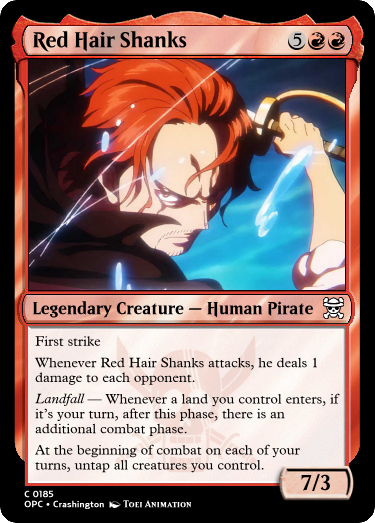 Red Hair Shanks 5
Legendary Creature — Human Pirate
First strike
Whenever Red Hair Shanks attacks, he deals 1
damage to each opponent.
Landfall — Whenever a land you control enters, if
it's your turn, after this phase, there is an
additional combat phase.
At the beginning of combat on each of your
turns, untap all creatures you control.
7/3
C 0185
OPC • Crashington Toei Animation